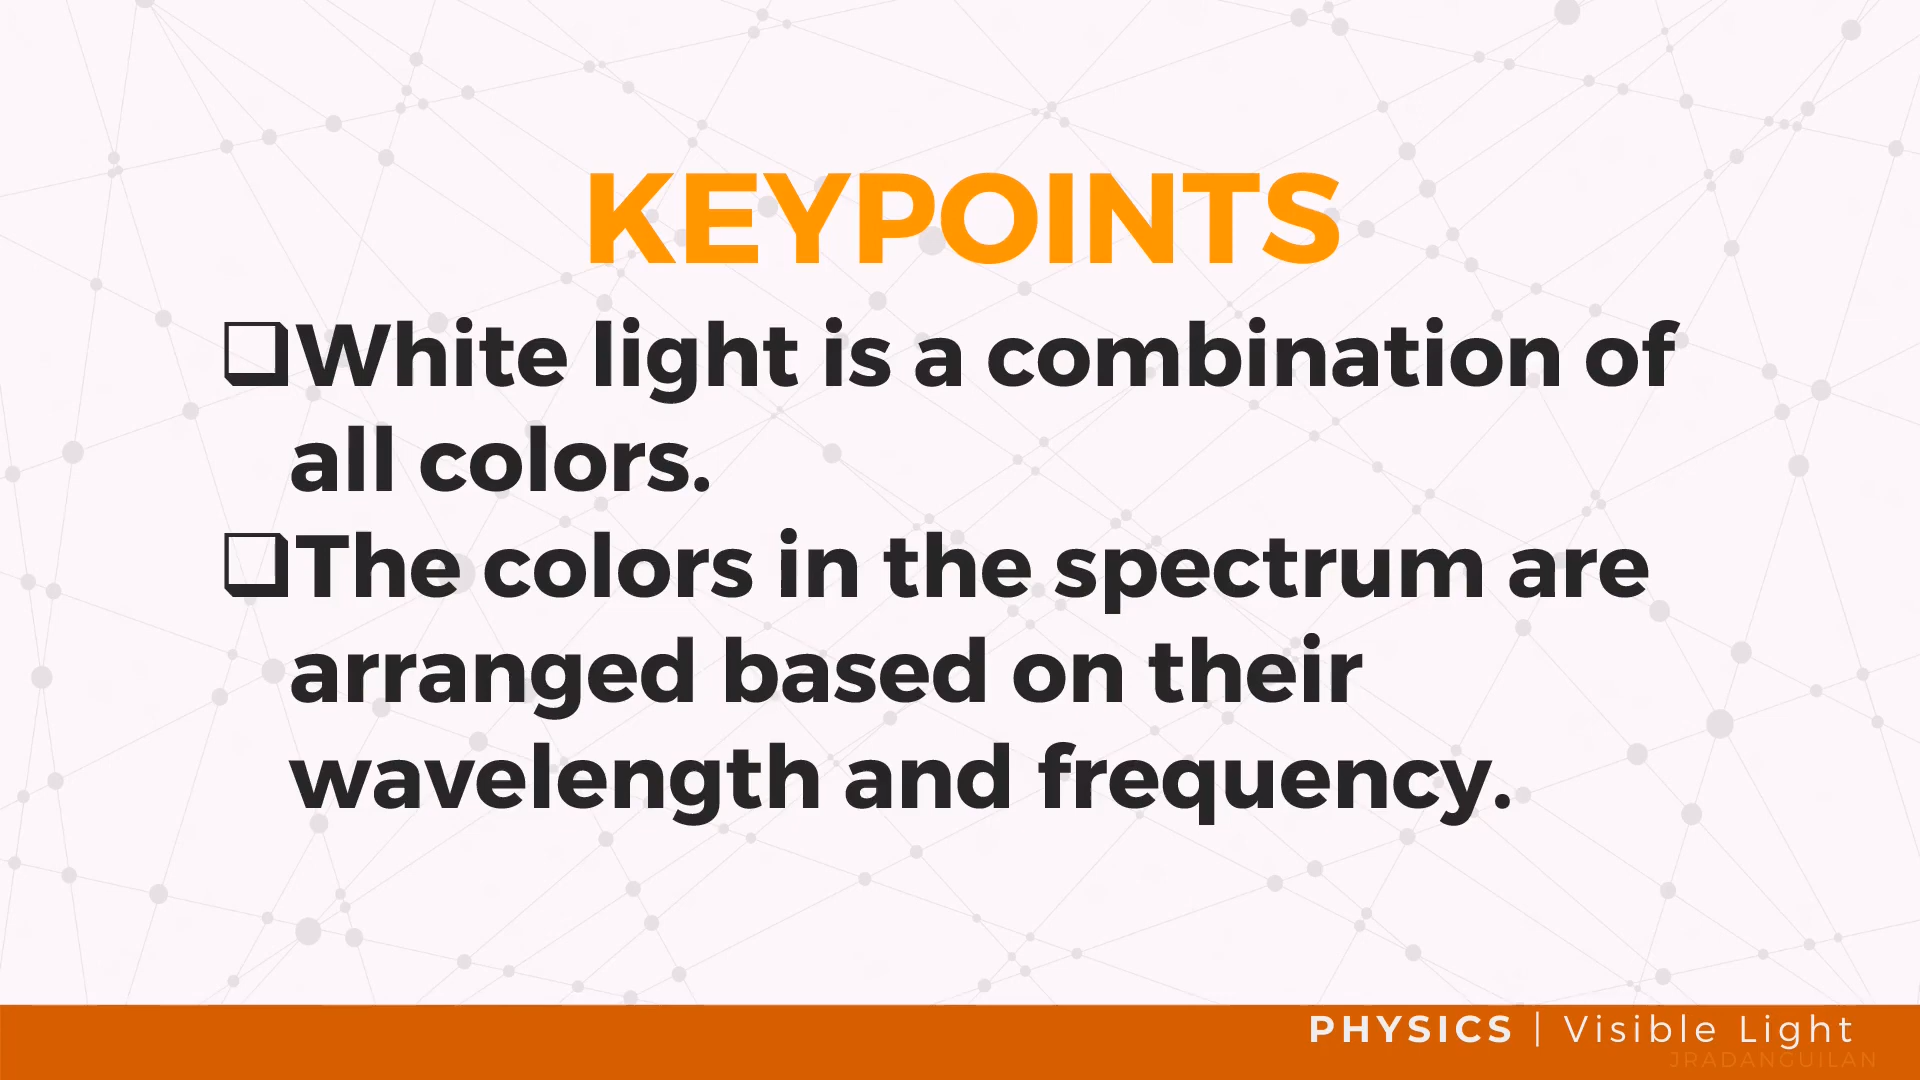 KEYPOINTS
❑White light is a combination of
all colors.
❑The colors in the spectrum are
arranged based on their
wavelength and frequency.
PHYSICS | Visible Light
JRADANGUILAN